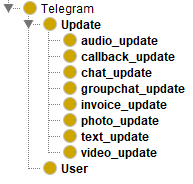 Telegram
Update
audio_update
callback_update
chat_update
groupchat_update
invoice_update
photo_update
text_update
video_update
User